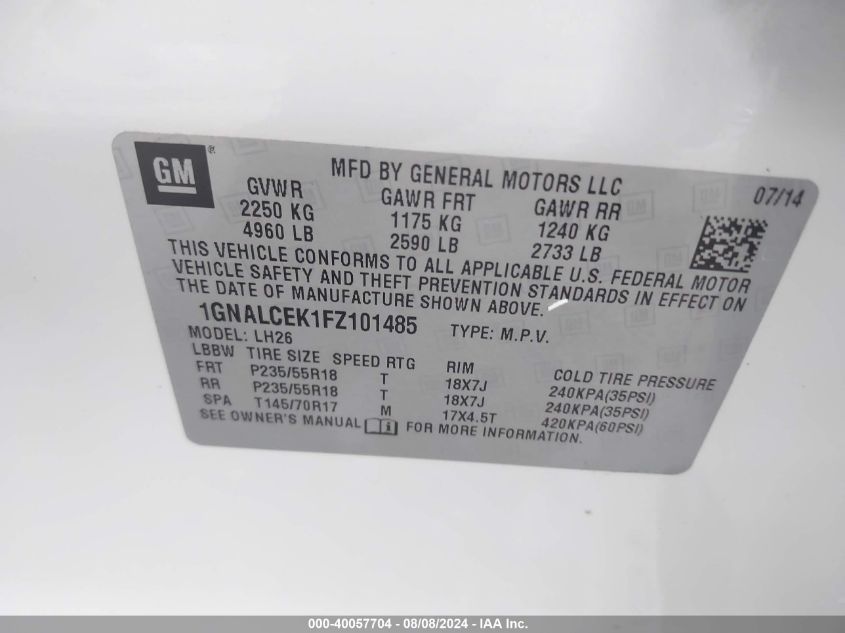 GM®
MFD BY GENERAL MOTORS LLC
07/14
GVWR GAWR FRT GAWR RR
2250 KG 1175 KG 1240 KG
4960 LB 2590 LB 2733 LB
THIS VEHICLE CONFORMS TO ALL APPLICABLE U.S. FEDERAL MOTOR
VEHICLE SAFETY AND THEFT PREVENTION STANDARDS IN EFFECT ON
THE DATE OF MANUFACTURE SHOWN ABOVE.
1GNALCEK1FZ101485 TYPE: M.P.V.
MODEL: LH26
LBBW TIRE SIZE SPEED RTG RIM COLD TIRE PRESSURE
FRT P235/55R18 T 18X7J 240KPA(35PSI)
RR P235/55R18 T 18X7J 240KPA(35PSI)
SPA T145/70R17 M 17X4.5T 420KPA(60PSI)
SEE OWNER'S MANUAL FOR MORE INFORMATION.
000-40057704 - 08/08/2024 - IAA Inc.